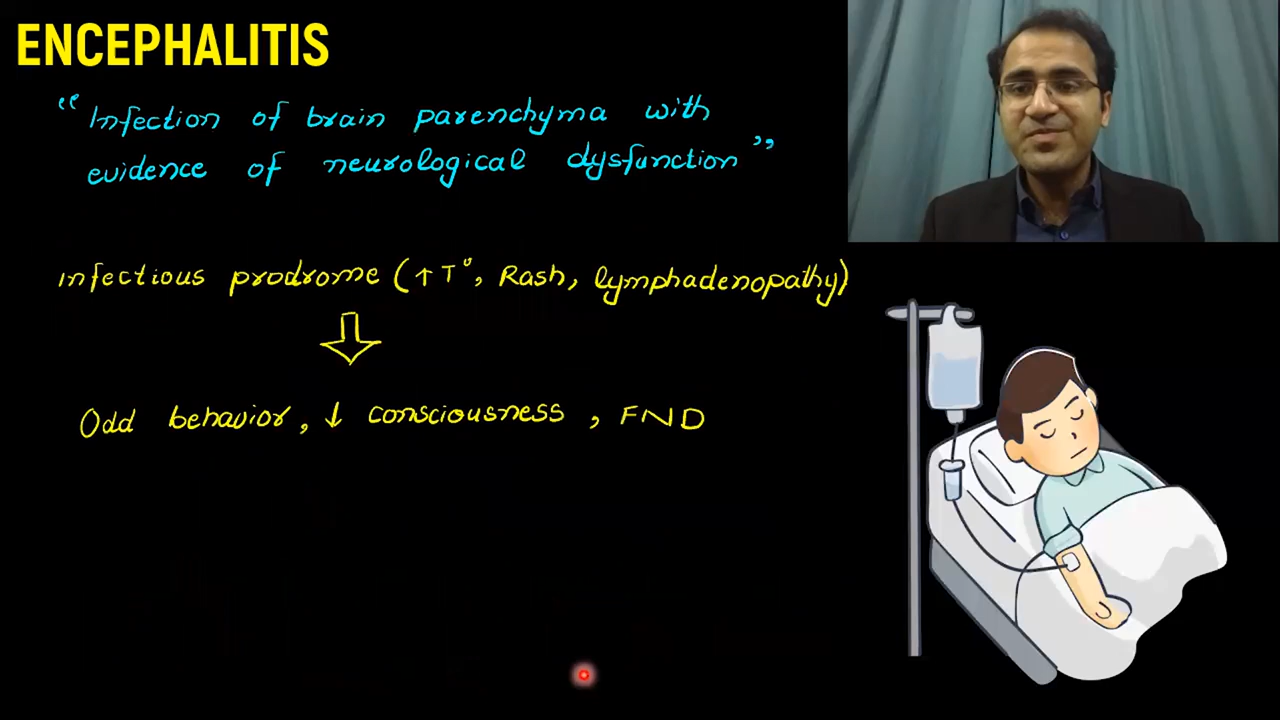 ENCEPHALITIS
"Infection of brain parenchyma with
evidence of neurological dysfunction"
infectious prodrome (↑T°, Rash, lymphadenopathy)
Odd behavior, ↓ consciousness, FND